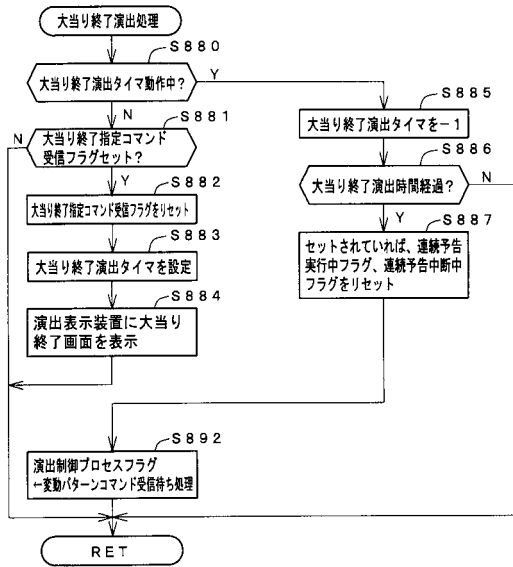 大当り終了演出処理
S880
大当り終了演出タイマ動作中?
Y
N
S881
N
大当り終了指定コマンド
受信フラグセット?
Y
S882
大当り終了指定コマンド受信フラグをリセット
S883
大当り終了演出タイマを設定
S884
演出表示装置に大当り
終了画面を表示
S885
大当り終了演出タイマを-1
S886
大当り終了演出時間経過?
N
Y
S887
セットされていれば、連続予告
実行中フラグ、連続予告中断中
フラグをリセット
S892
演出制御プロセスフラグ
←変動パターンコマンド受信待ち処理
RET